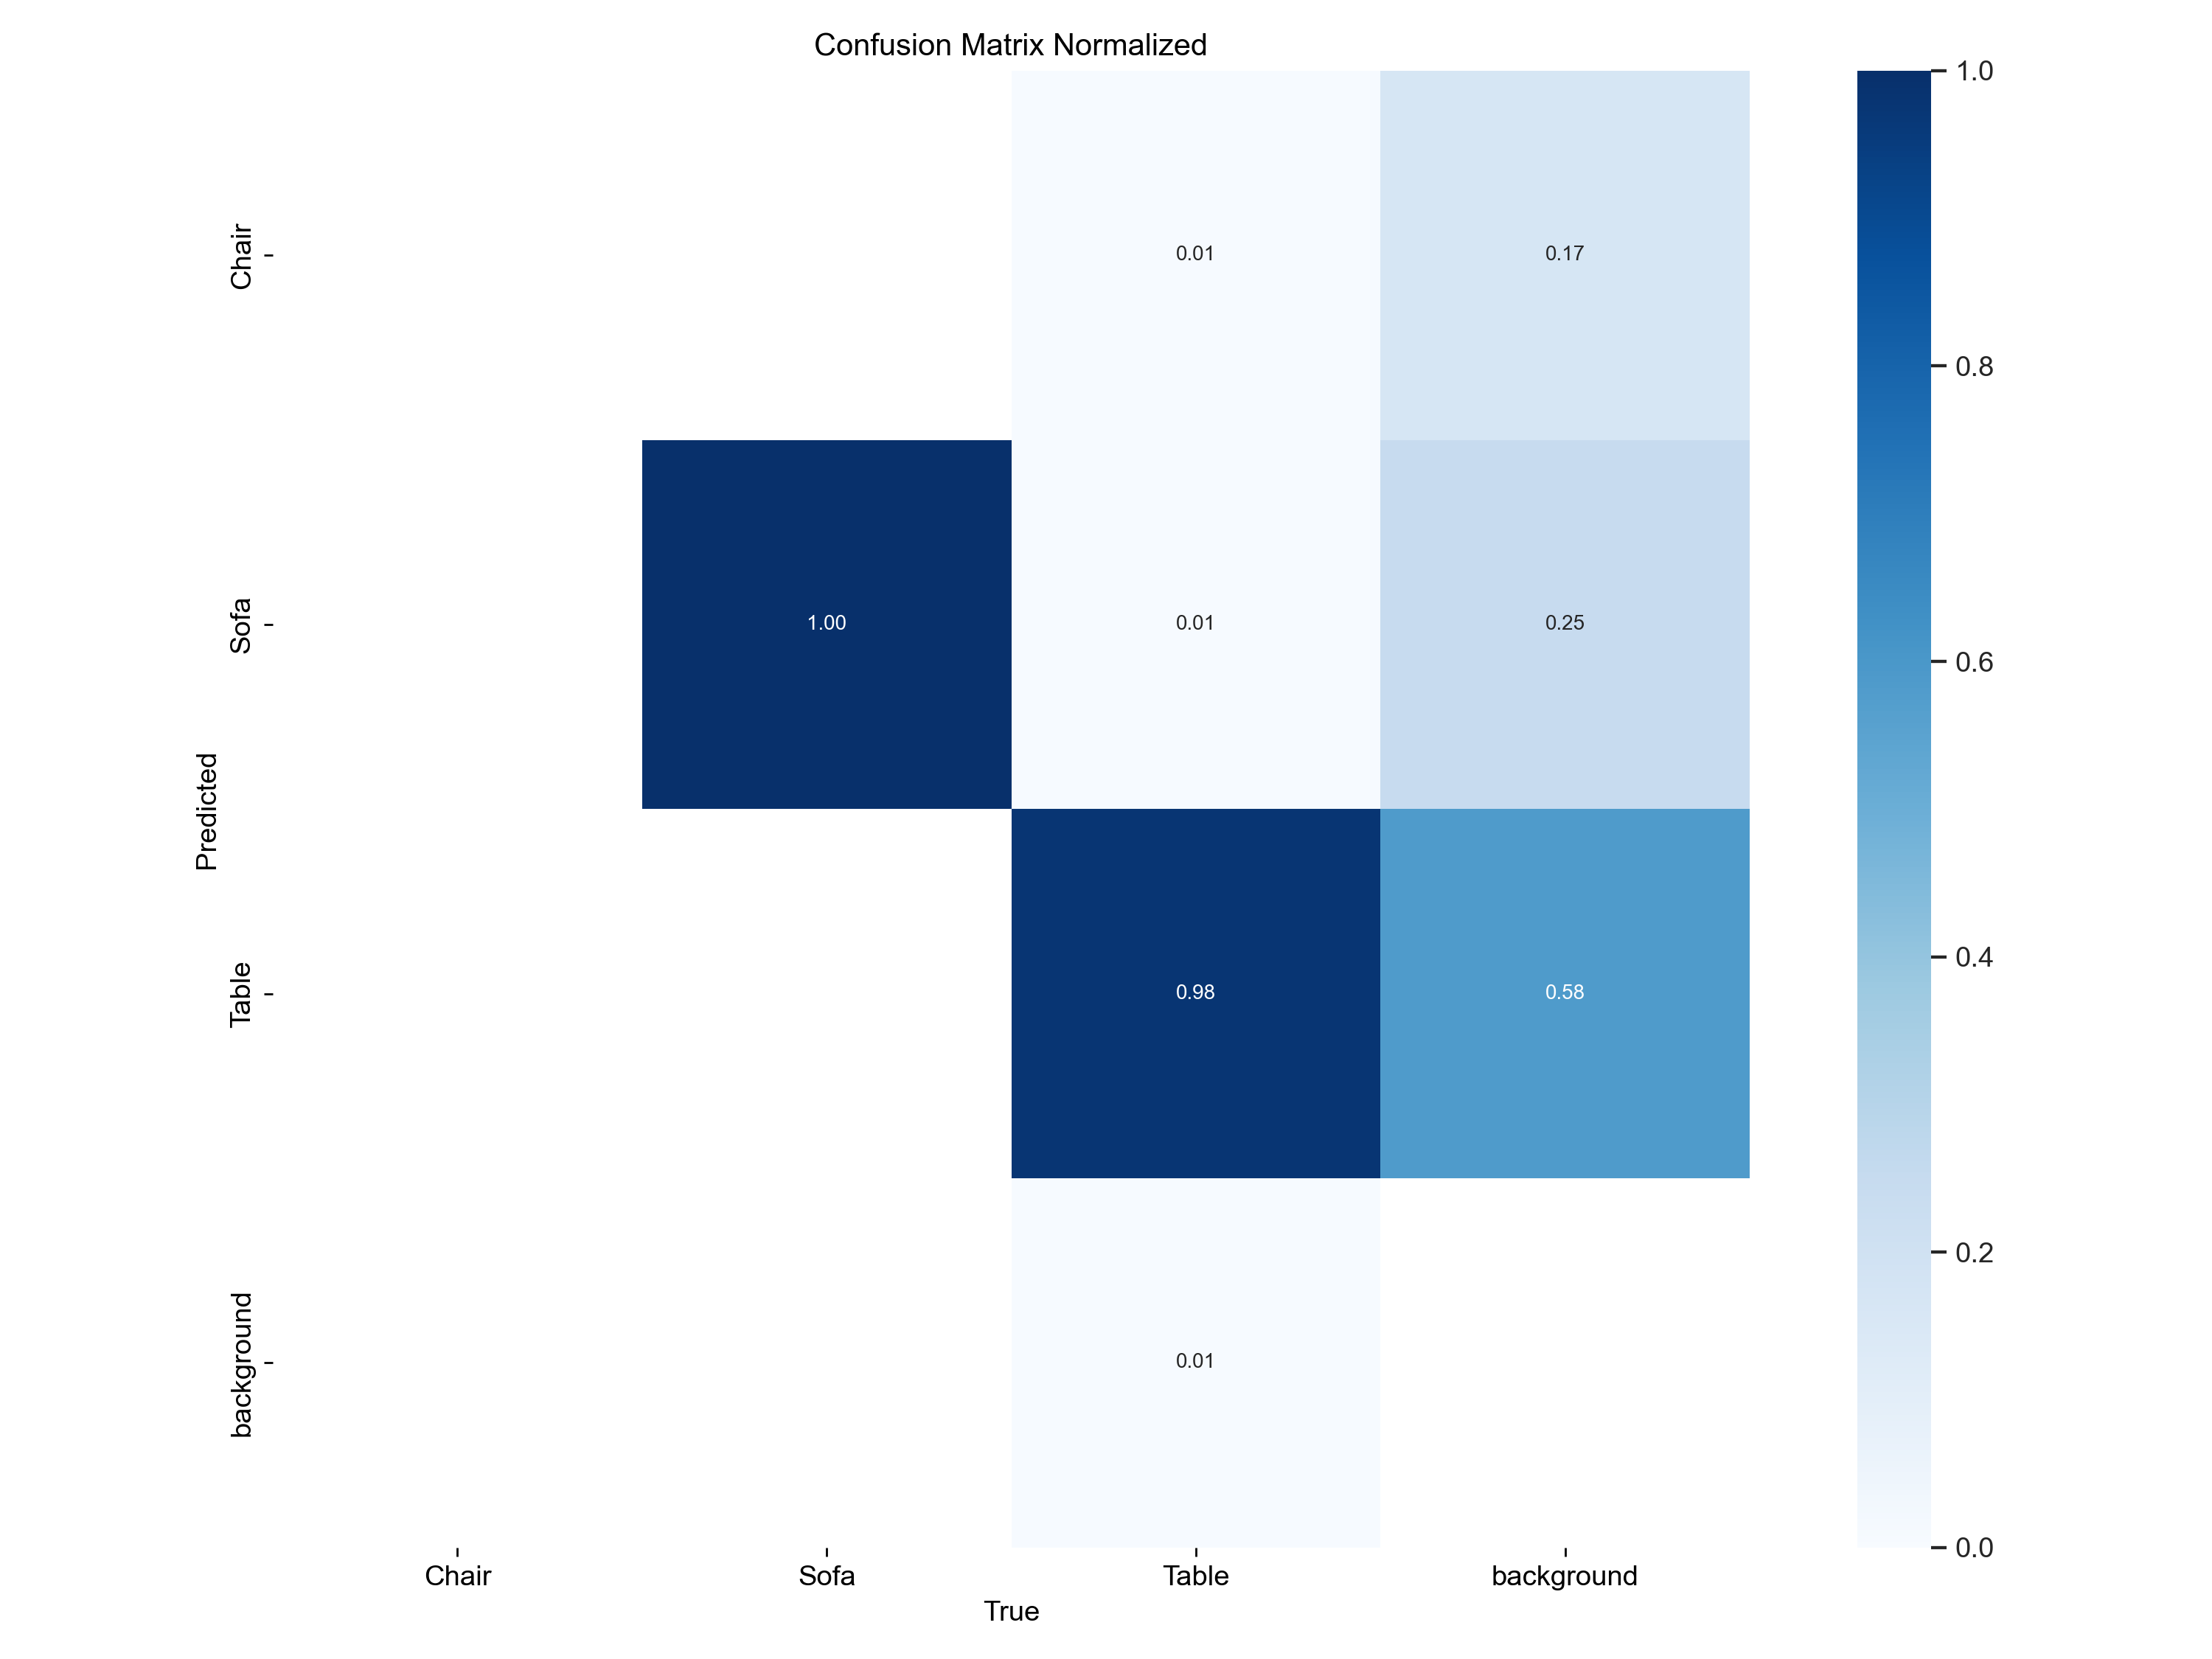 Confusion Matrix Normalized
Chair
Sofa
Table
background
Predicted
0.01
0.17
1.00
0.01
0.25
0.98
0.58
0.01
Chair
Sofa
Table
background
True
1.0
0.8
0.6
0.4
0.2
0.0